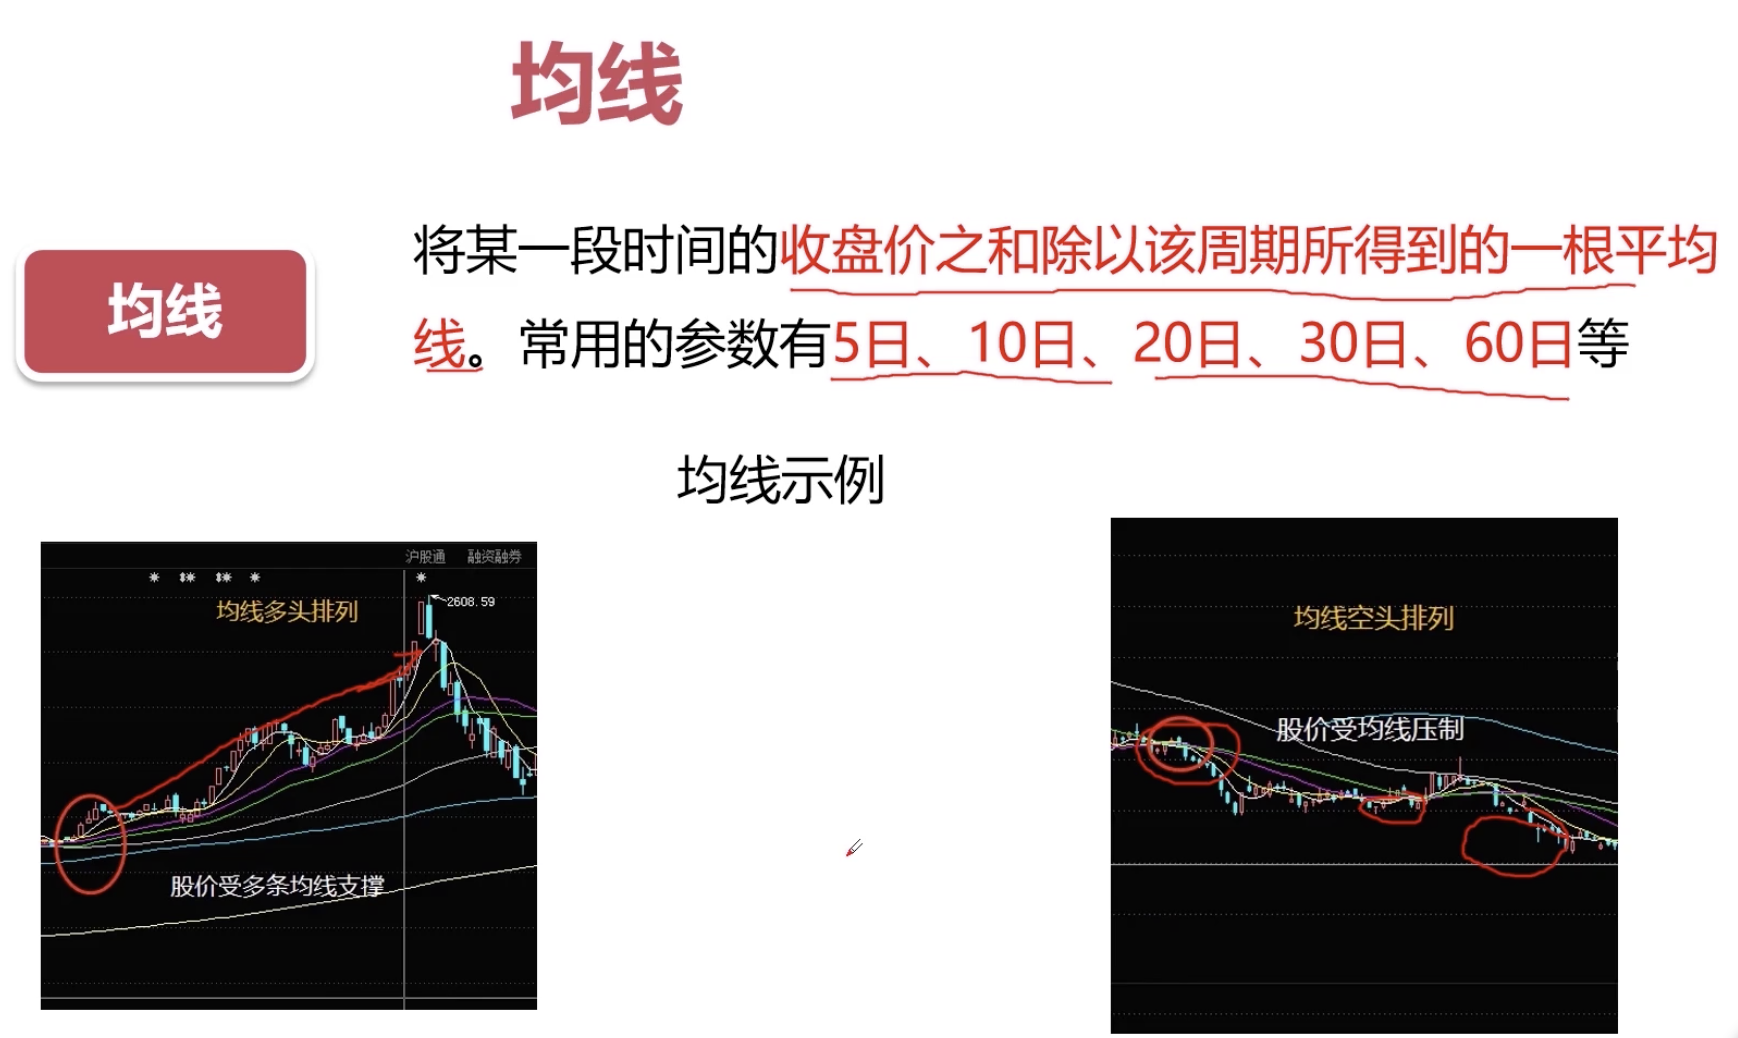 均线
均线
将某一段时间的收盘价之和除以该周期所得到的一根平均
线。常用的参数有5日、10日、20日、30日、60日等
均线示例
沪股通 融资融券
均线多头排列
2608.59
股价受多条均线支撑
均线空头排列
股价受均线压制